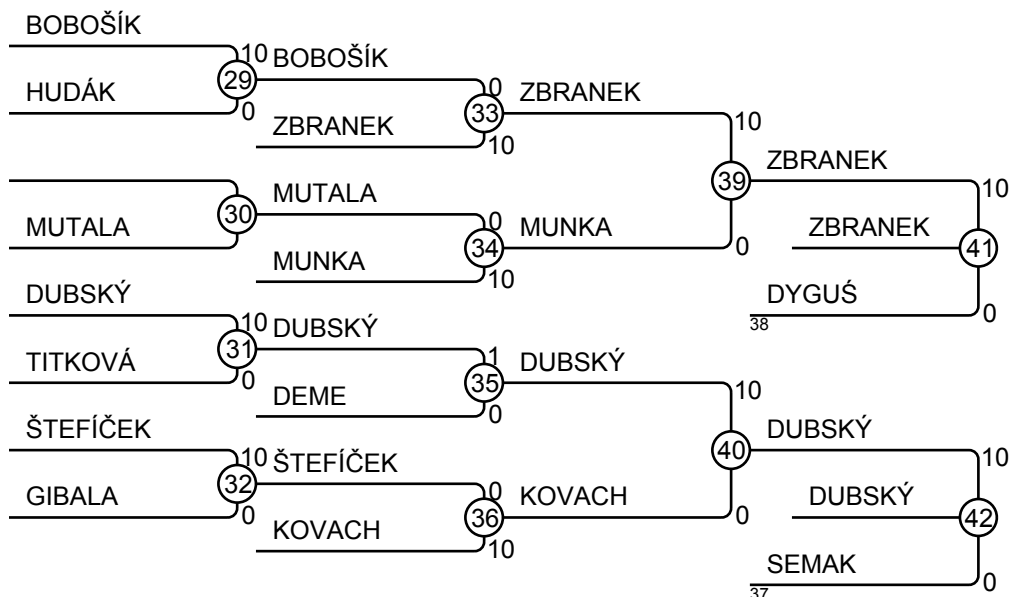 BOBOŠÍK
10
BOBOŠÍK
29
0
ZBRANEK
HUDÁK
0
33
10
ZBRANEK
10
39
ZBRANEK
10
30
MUTALA
0
MUNKA
ZBRANEK
MUTALA
34
0
41
MUNKA
10
DYGUŚ
0
38
DUBSKÝ
10
DUBSKÝ
31
1
DUBSKÝ
TITKOVÁ
0
35
10
DEME
0
ŠTEFÍČEK
40
DUBSKÝ
10
ŠTEFÍČEK
10
32
0
KOVACH
DUBSKÝ
GIBALA
0
36
0
42
KOVACH
10
SEMAK
0
37